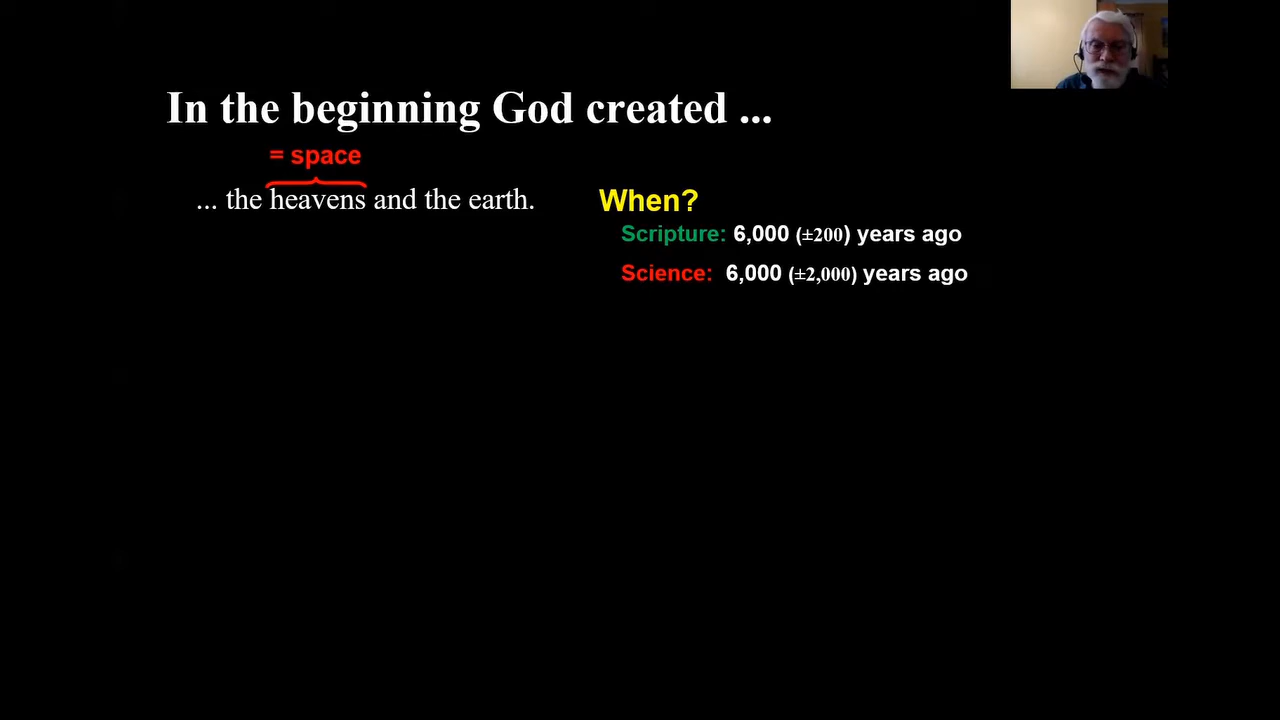 In the beginning God created ...
= space
... the heavens and the earth.
When?
Scripture: 6,000 (±200) years ago
Science: 6,000 (±2,000) years ago